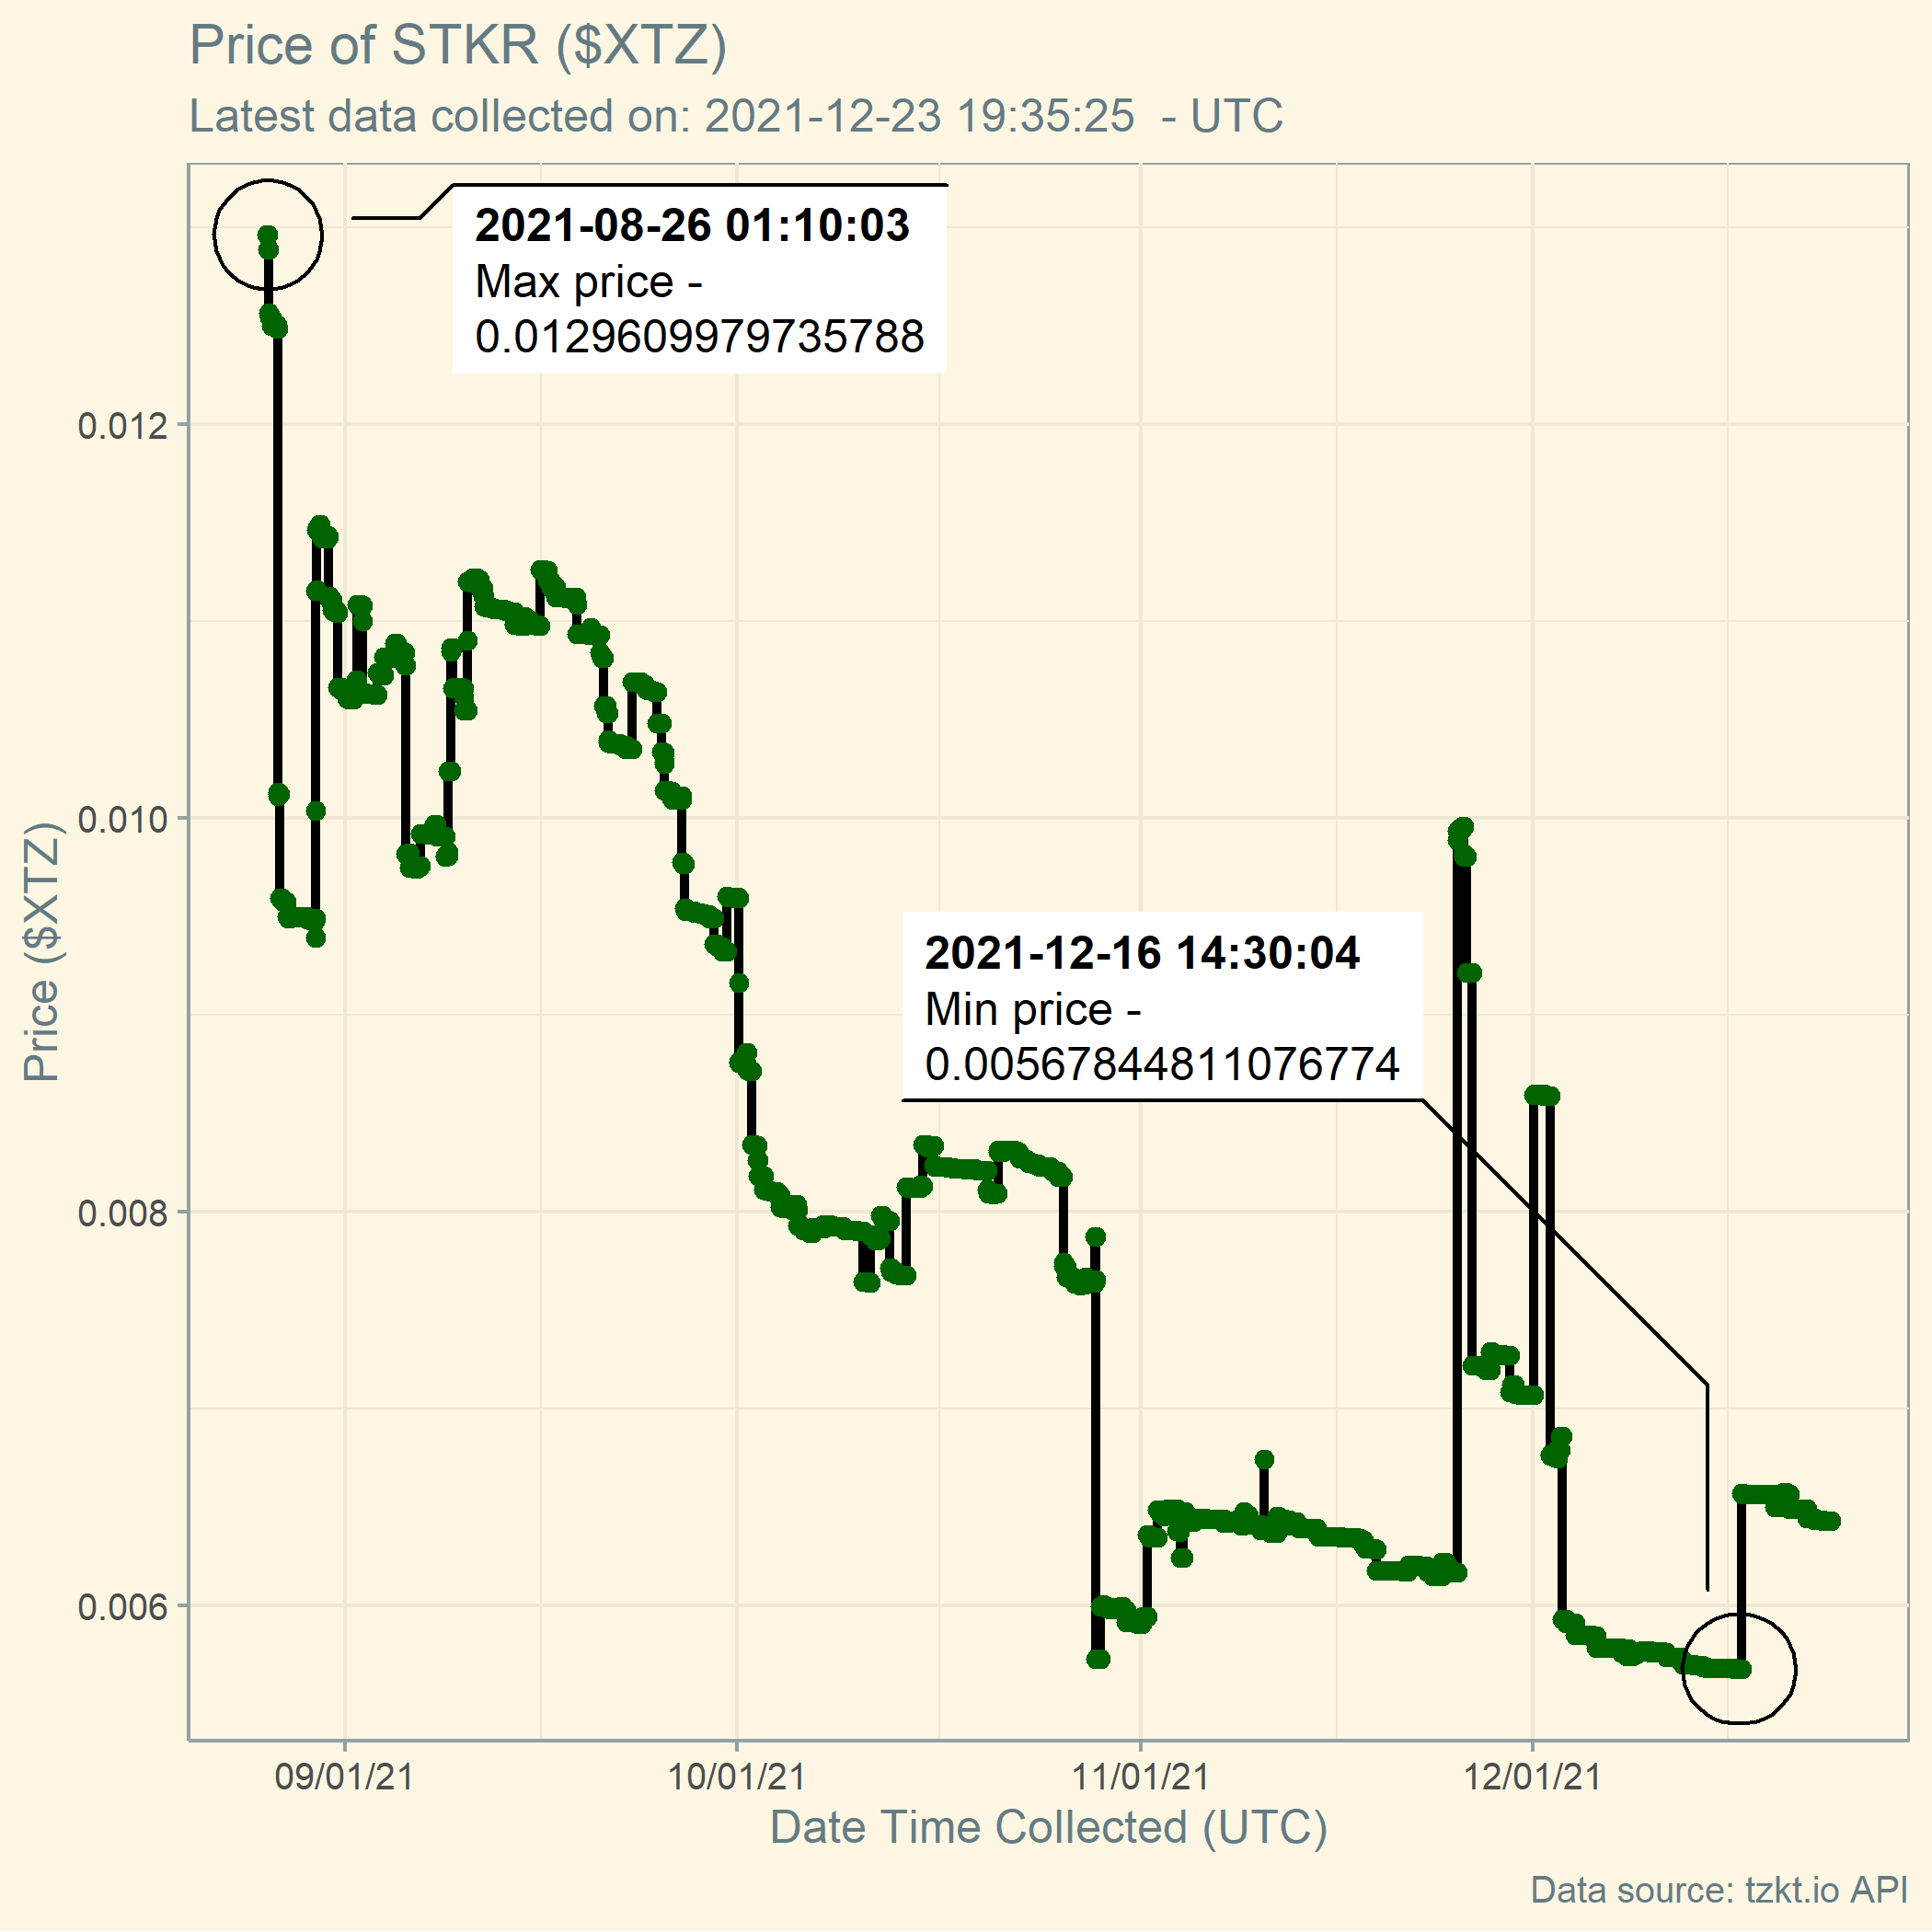 Price of STKR ($XTZ)
Latest data collected on: 2021-12-23 19:35:25  - UTC
2021-08-26 01:10:03
Max price -
0.0129609979735788
0.012
0.010
2021-12-16 14:30:04
Min price -
0.00567844811076774
Price ($XTZ)
0.008
0.006
09/01/21
10/01/21
11/01/21
12/01/21
Date Time Collected (UTC)
Data source: tzkt.io API